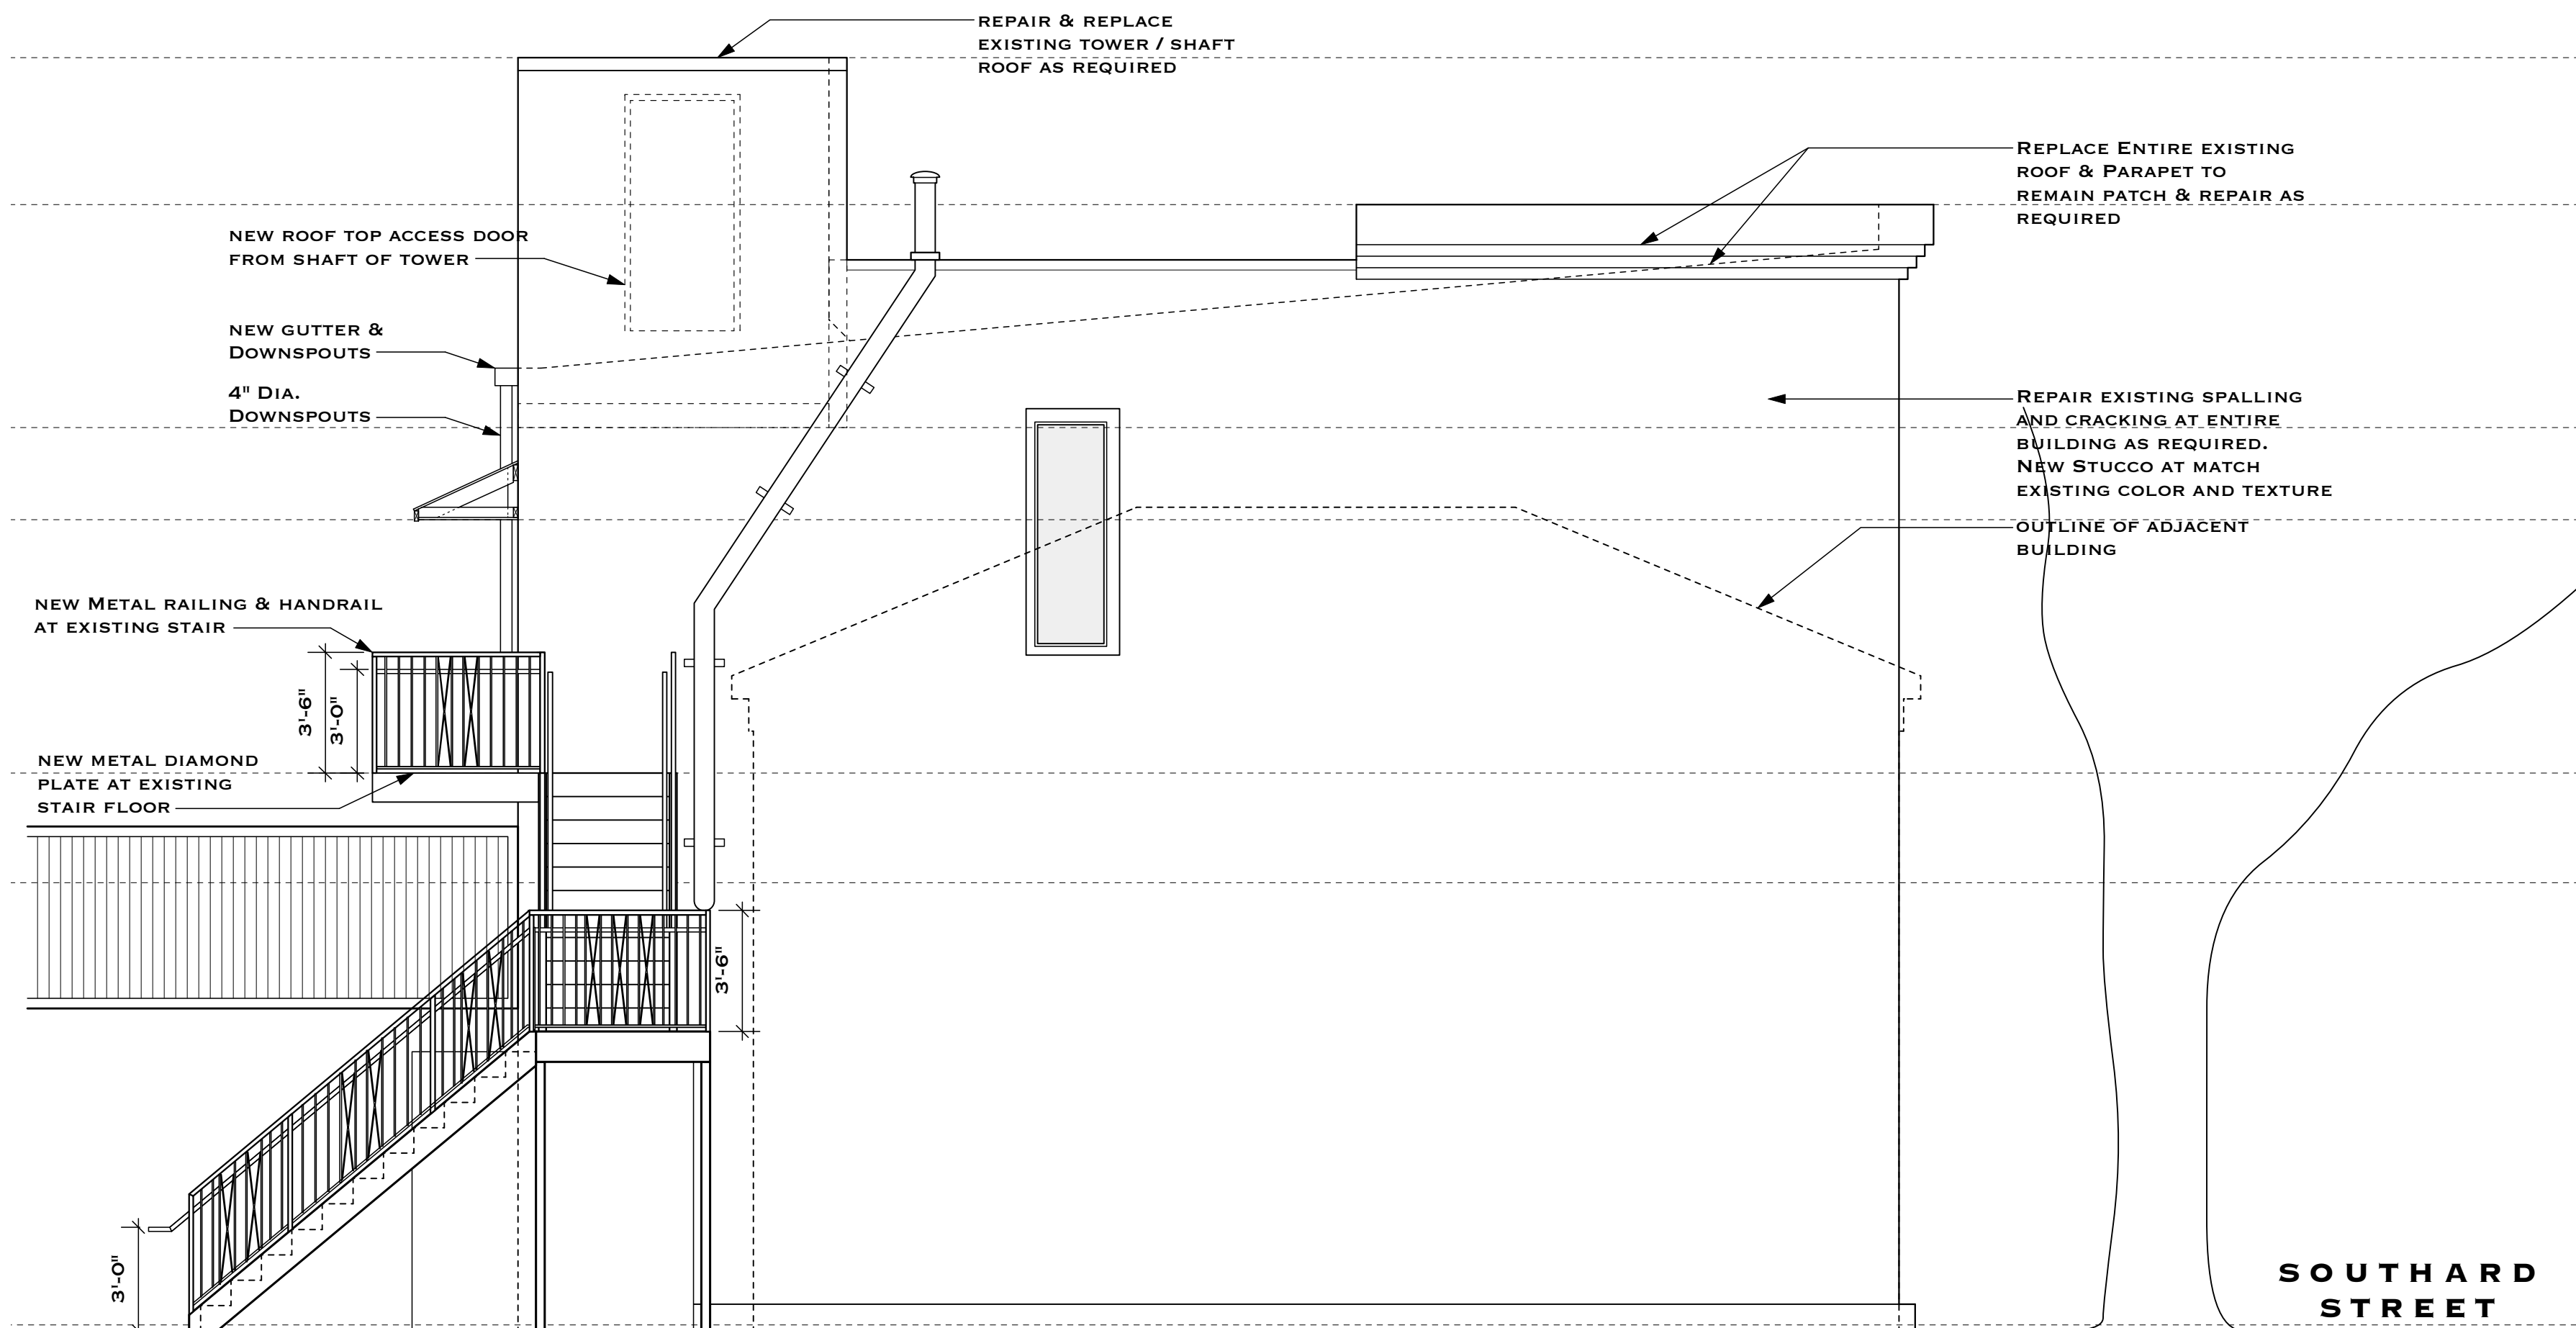 REPAIR & REPLACE
EXISTING TOWER / SHAFT
ROOF AS REQUIRED
REPLACE ENTIRE EXISTING
ROOF & PARAPET TO
REMAIN PATCH & REPAIR AS
REQUIRED
NEW ROOF TOP ACCESS DOOR
FROM SHAFT OF TOWER
NEW GUTTER &
DOWNSPOUTS
4" DIA.
DOWNSPOUTS
REPAIR EXISTING SPALLING
AND CRACKING AT ENTIRE
BUILDING AS REQUIRED.
NEW STUCCO AT MATCH
EXISTING COLOR AND TEXTURE
OUTLINE OF ADJACENT
BUILDING
NEW METAL RAILING & HANDRAIL
AT EXISTING STAIR
3'-6"
3'-0"
NEW METAL DIAMOND
PLATE AT EXISTING
STAIR FLOOR
3'-6"
3'-0"
SOUTHARD
STREET